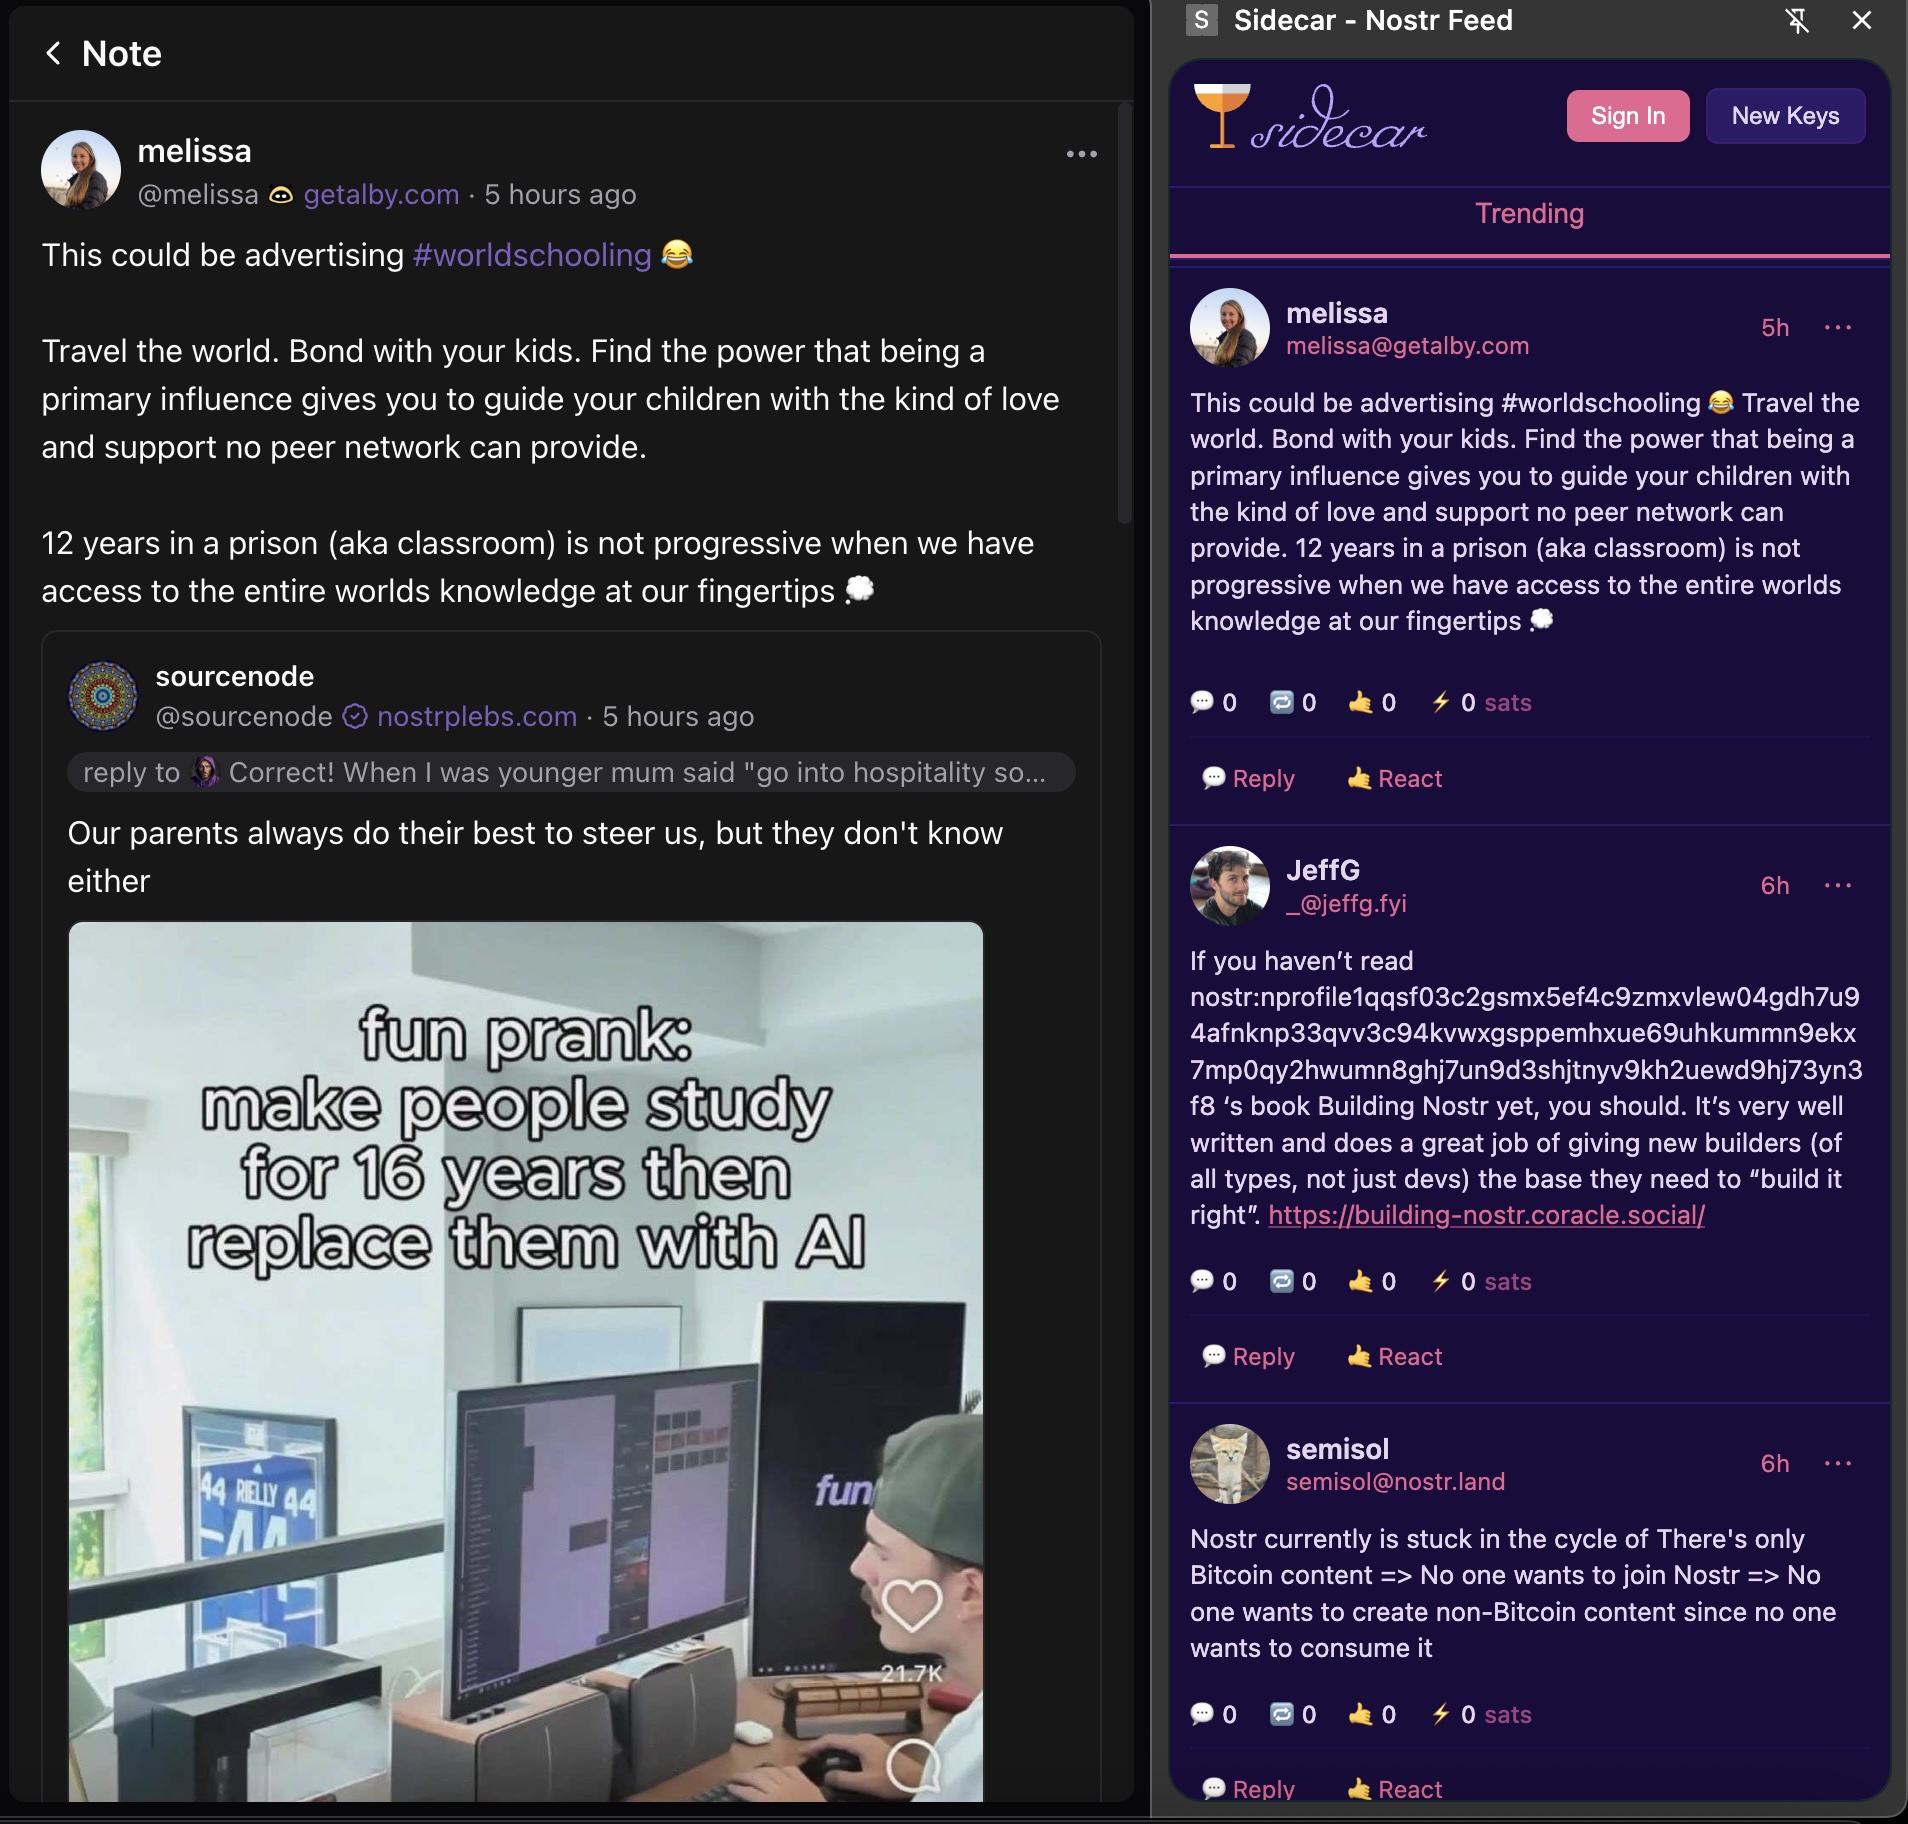 Note
melissa
@melissa getalby.com · 5 hours ago
This could be advertising #worldschooling 😂
Travel the world. Bond with your kids. Find the power that being a
primary influence gives you to guide your children with the kind of love
and support no peer network can provide.
12 years in a prison (aka classroom) is not progressive when we have
access to the entire worlds knowledge at our fingertips 💭
sourcenode
@sourcenode nostrplebs.com · 5 hours ago
reply to Correct! When I was younger mum said "go into hospitality so...
Our parents always do their best to steer us, but they don't know
either
fun prank:
make people study
for 16 years then
replace them with AI
44 RIELLY 44
44
fun
21.7K
S Sidecar - Nostr Feed
sidecar
Sign In
New Keys
Trending
melissa
melissa@getalby.com
5h
This could be advertising #worldschooling 😂 Travel the
world. Bond with your kids. Find the power that being a
primary influence gives you to guide your children with
the kind of love and support no peer network can
provide. 12 years in a prison (aka classroom) is not
progressive when we have access to the entire worlds
knowledge at our fingertips 💭
💬 0 🔁 0 🤙 0 ⚡ 0 sats
💬 Reply 🤙 React
JeffG
_@jeffg.fyi
6h
If you haven’t read
nostr:nprofile1qqsf03c2gsmx5ef4c9zmxvlew04gdh7u9
4afnknp33qvv3c94kvwxgsppemhxue69uhkummn9ekx
7mp0qy2hwumn8ghj7un9d3shjtnyv9kh2uewd9hj73yn3
f8 ‘s book Building Nostr yet, you should. It’s very well
written and does a great job of giving new builders (of
all types, not just devs) the base they need to “build it
right”. https://building-nostr.coracle.social/
💬 0 🔁 0 🤙 0 ⚡ 0 sats
💬 Reply 🤙 React
semisol
semisol@nostr.land
6h
Nostr currently is stuck in the cycle of There's only
Bitcoin content => No one wants to join Nostr => No
one wants to create non-Bitcoin content since no one
wants to consume it
💬 0 🔁 0 🤙 0 ⚡ 0 sats
💬 Reply 🤙 React